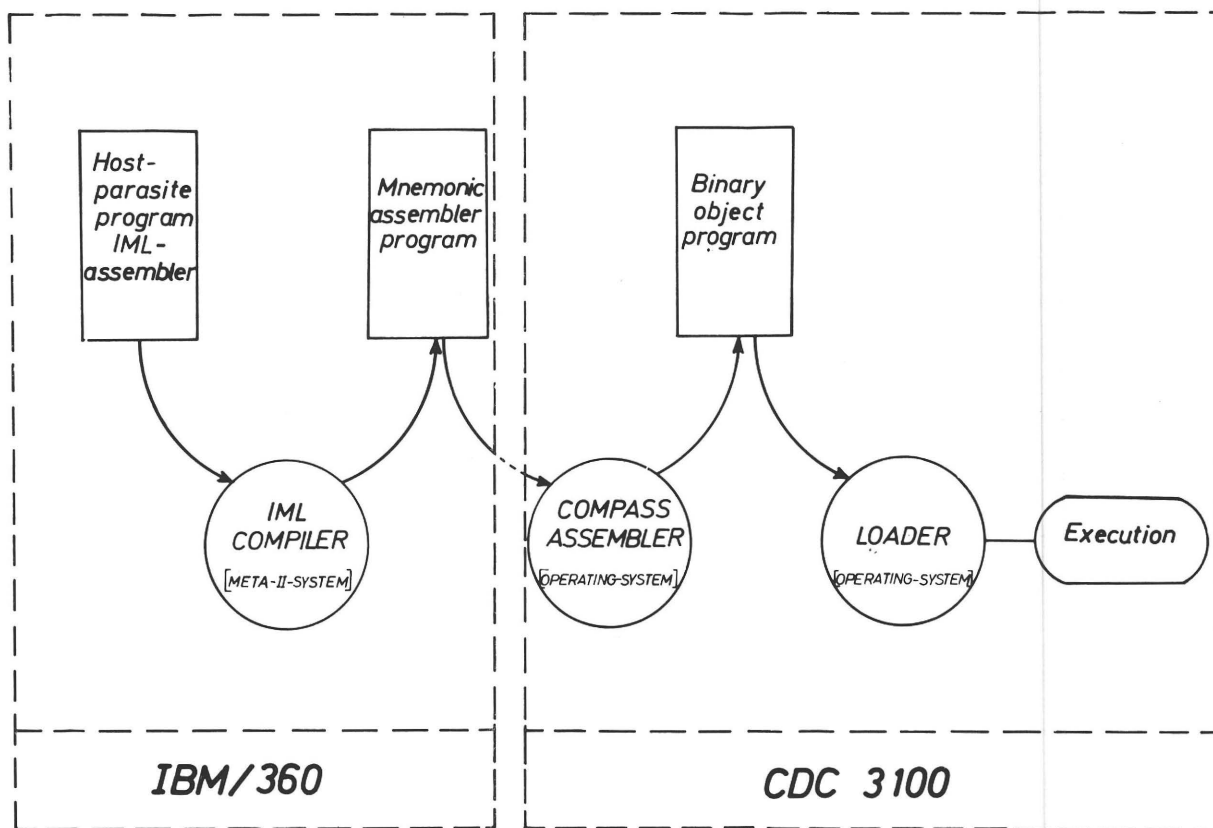 Host-
parasite
program
IML-
assembler
Mnemonic
assembler
program
Binary
object
program
IML
COMPILER
[META-II-SYSTEM]
COMPASS
ASSEMBLER
[OPERATING-SYSTEM]
LOADER
[OPERATING-SYSTEM]
Execution
IBM/360
CDC 3100